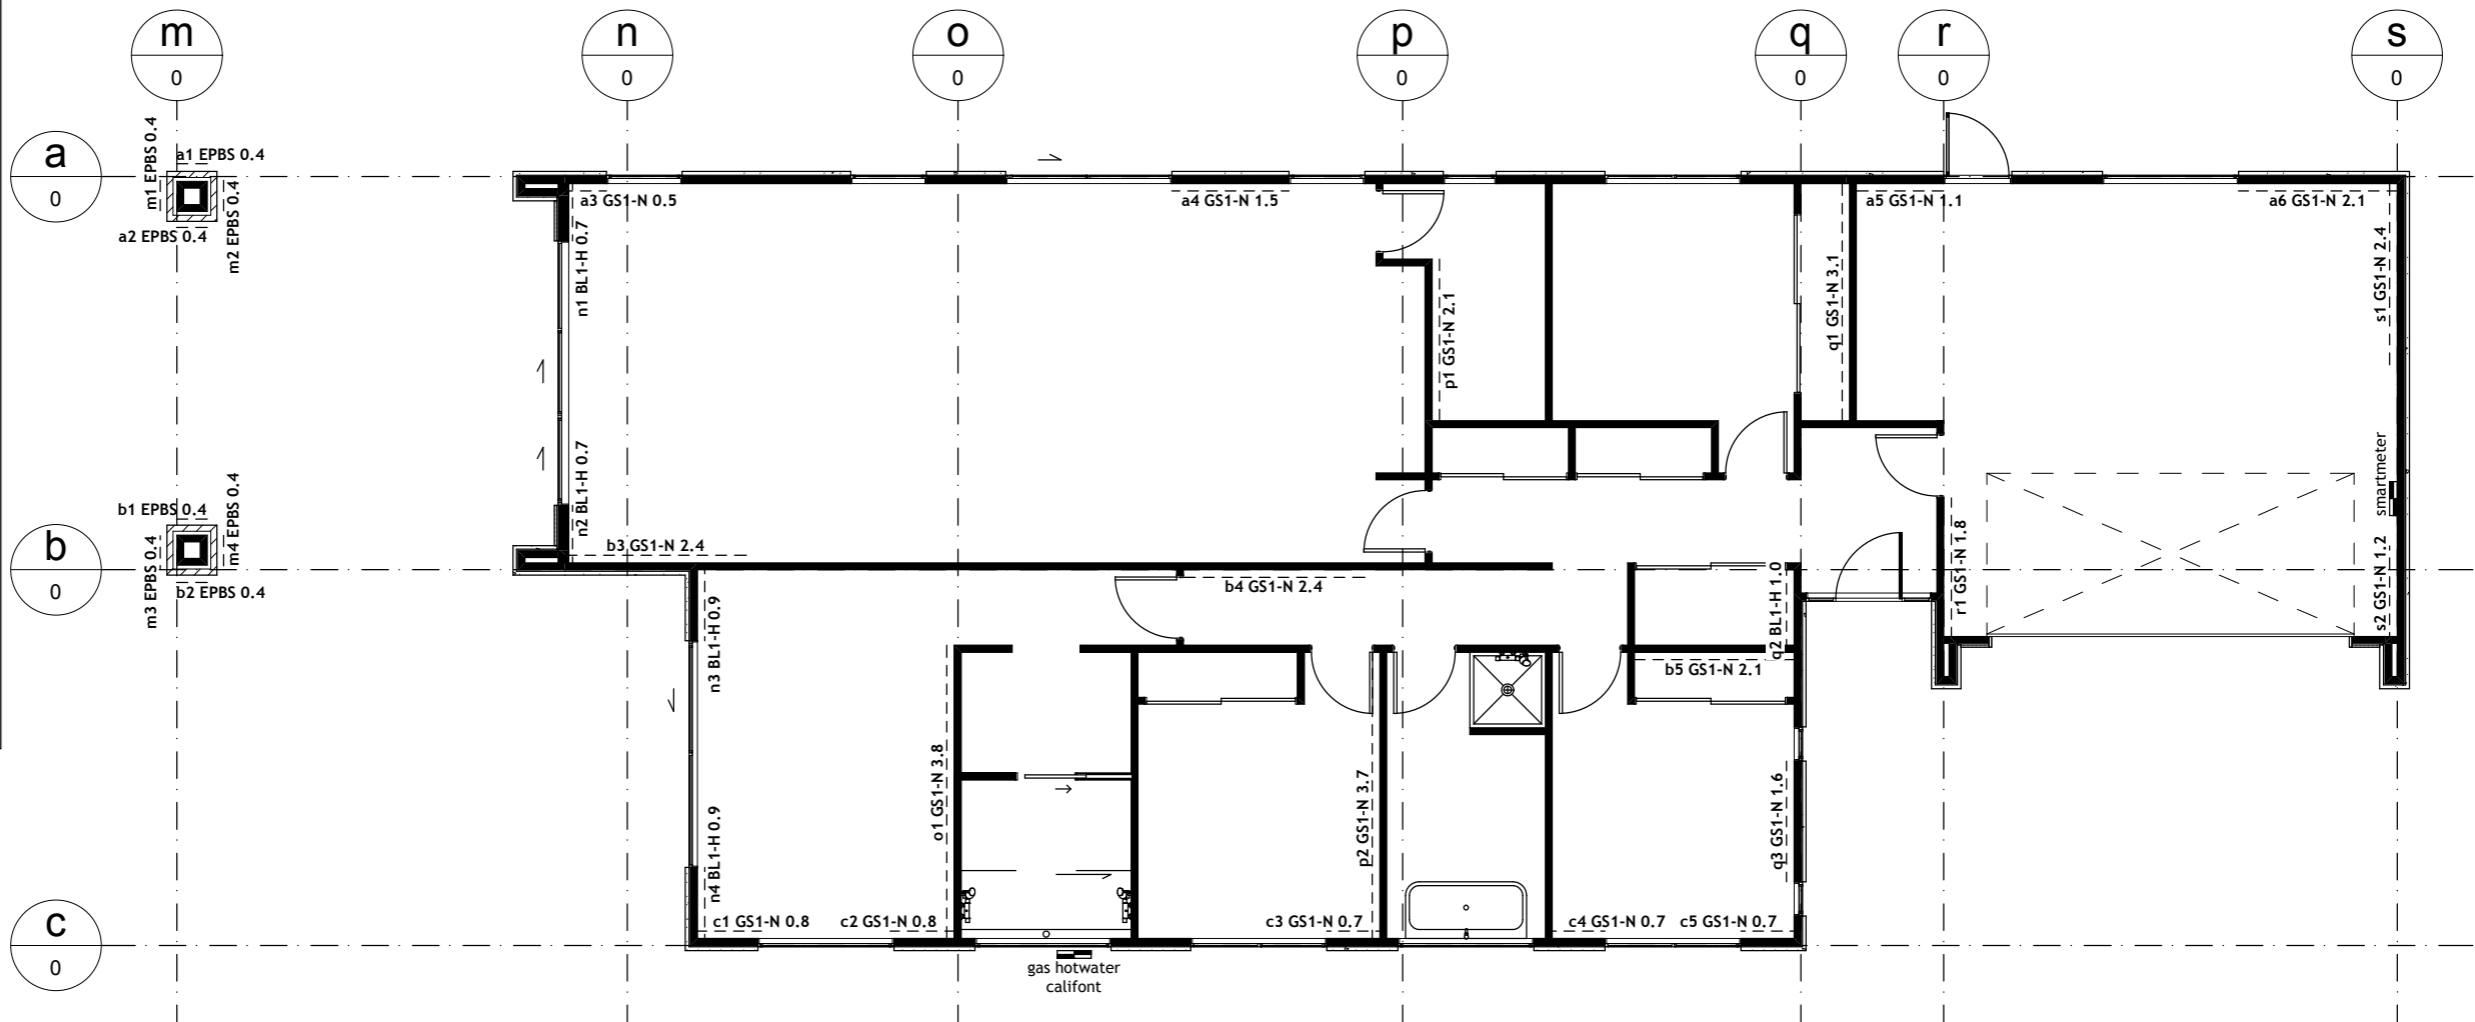 m
0
n
0
o
0
p
0
q
0
r
0
s
0
a
0
m1 EPBS 0.4
a1 EPBS 0.4
a2 EPBS 0.4
m2 EPBS 0.4
a3 GS1-N 0.5
a4 GS1-N 1.5
a5 GS1-N 1.1
a6 GS1-N 2.1
n1 BL1-H 0.7
p1 GS1-N 2.1
q1 GS1-N 3.1
s1 GS1-N 2.4
n2 BL1-H 0.7
smartmeter
b
0
b1 EPBS 0.4
m4 EPBS 0.4
m3 EPBS 0.4
b2 EPBS 0.4
b3 GS1-N 2.4
b4 GS1-N 2.4
q2 BL1-H 1.0
r1 GS1-N 1.8
s2 GS1-N 1.2
n3 BL1-H 0.9
b5 GS1-N 2.1
o1 GS1-N 3.8
p2 GS1-N 3.7
q3 GS1-N 1.6
n4 BL1-H 0.9
c
0
c1 GS1-N 0.8
c2 GS1-N 0.8
c3 GS1-N 0.7
c4 GS1-N 0.7
c5 GS1-N 0.7
gas hotwater
califont